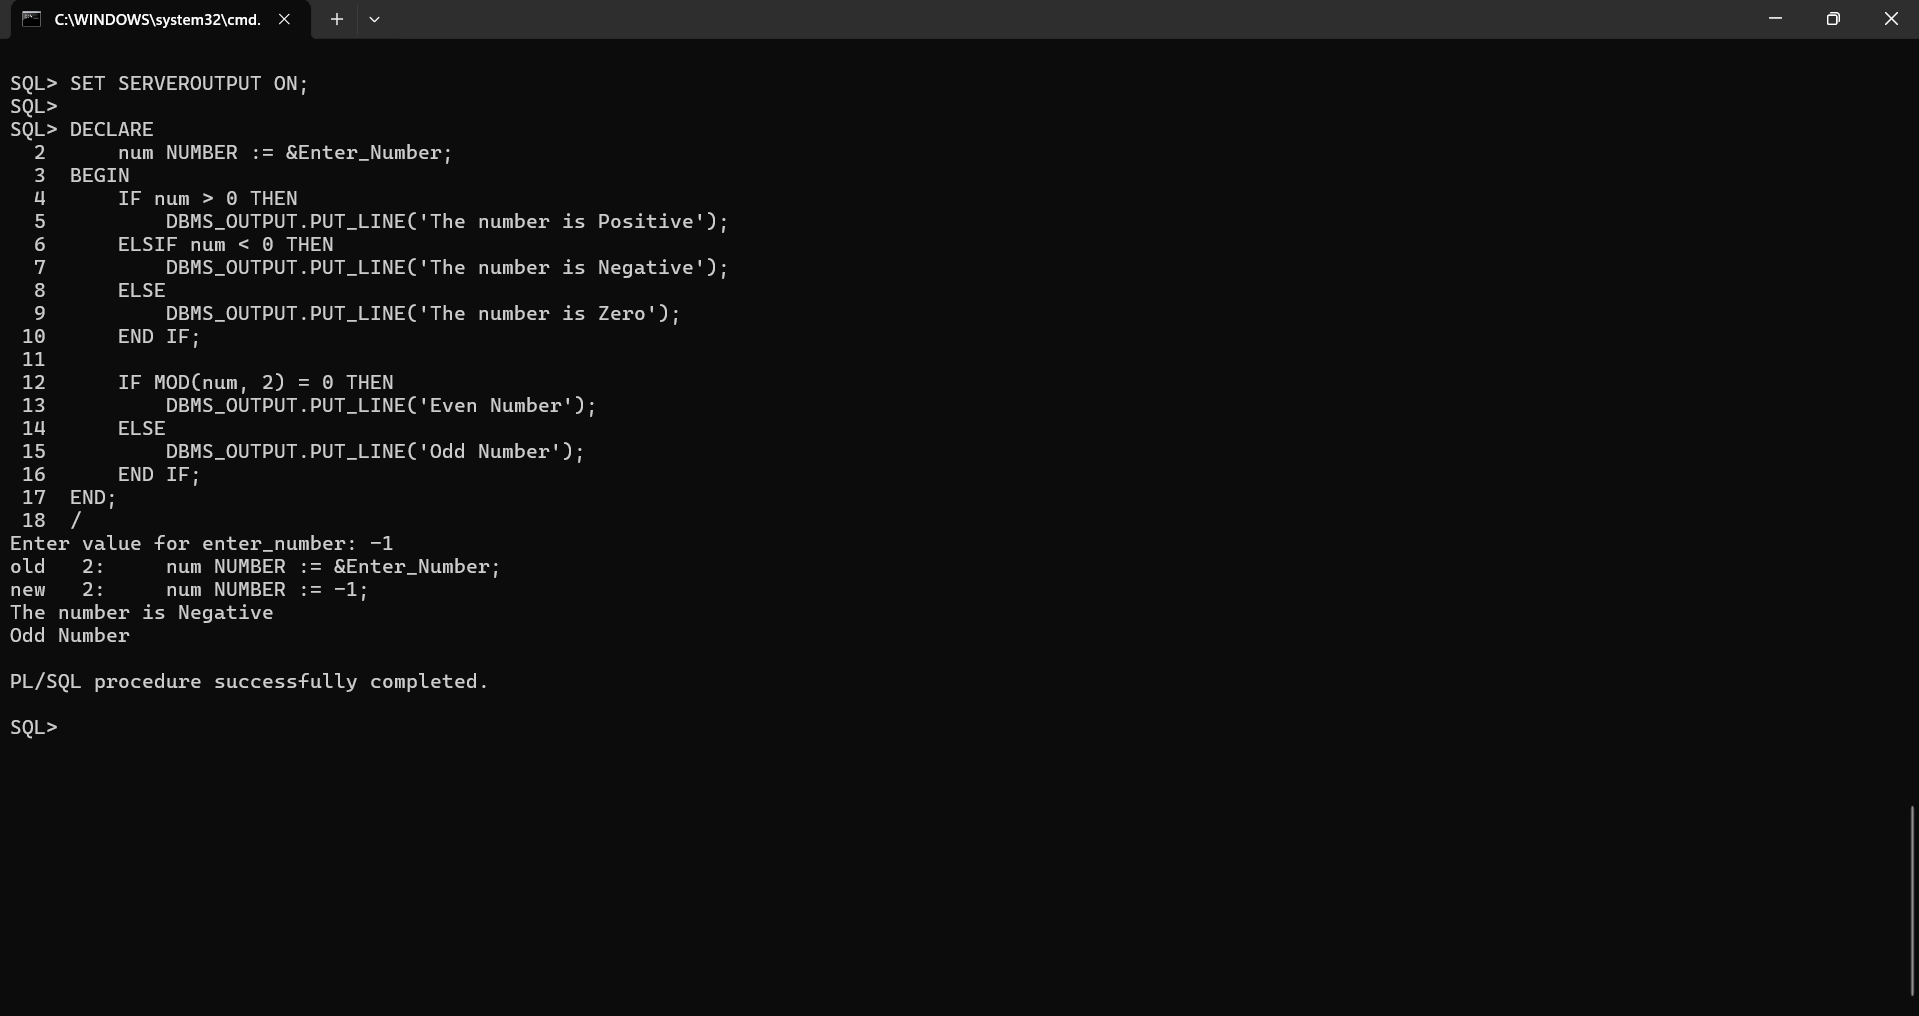 C:\WINDOWS\system32\cmd.
SQL> SET SERVEROUTPUT ON;
SQL>
SQL> DECLARE
  2      num NUMBER := &Enter_Number;
  3  BEGIN
  4      IF num > 0 THEN
  5          DBMS_OUTPUT.PUT_LINE('The number is Positive');
  6      ELSIF num < 0 THEN
  7          DBMS_OUTPUT.PUT_LINE('The number is Negative');
  8      ELSE
  9          DBMS_OUTPUT.PUT_LINE('The number is Zero');
 10      END IF;
 11
 12      IF MOD(num, 2) = 0 THEN
 13          DBMS_OUTPUT.PUT_LINE('Even Number');
 14      ELSE
 15          DBMS_OUTPUT.PUT_LINE('Odd Number');
 16      END IF;
 17  END;
 18  /
Enter value for enter_number: -1
old   2:     num NUMBER := &Enter_Number;
new   2:     num NUMBER := -1;
The number is Negative
Odd Number
PL/SQL procedure successfully completed.
SQL>